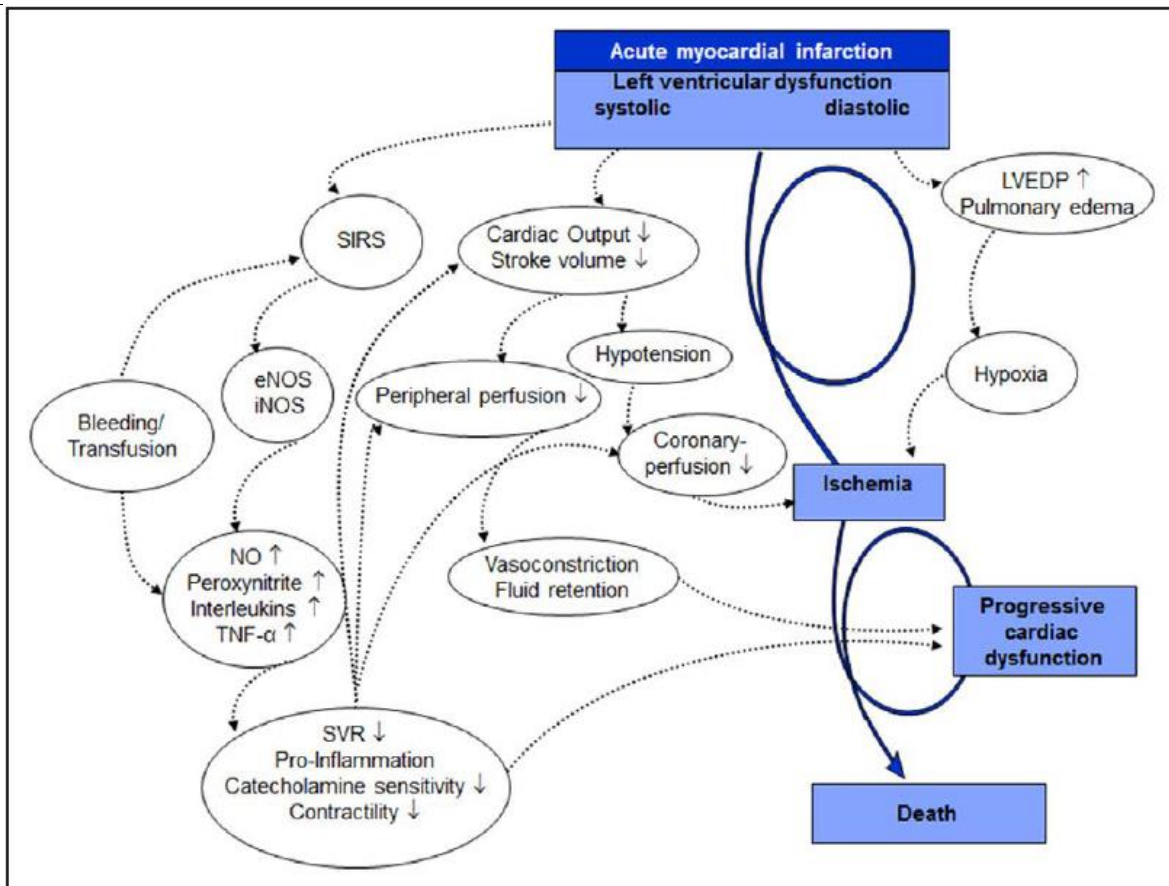 Acute myocardial infarction
Left ventricular dysfunction
systolic diastolic
LVEDP ↑
Pulmonary edema
SIRS
Cardiac Output ↓
Stroke volume ↓
Hypotension
Hypoxia
eNOS
iNOS
Peripheral perfusion ↓
Bleeding/
Transfusion
Coronary-
perfusion ↓
Ischemia
NO ↑
Peroxynitrite ↑
Interleukins ↑
TNF-α ↑
Vasoconstriction
Fluid retention
Progressive
cardiac
dysfunction
SVR ↓
Pro-Inflammation
Catecholamine sensitivity ↓
Contractility ↓
Death